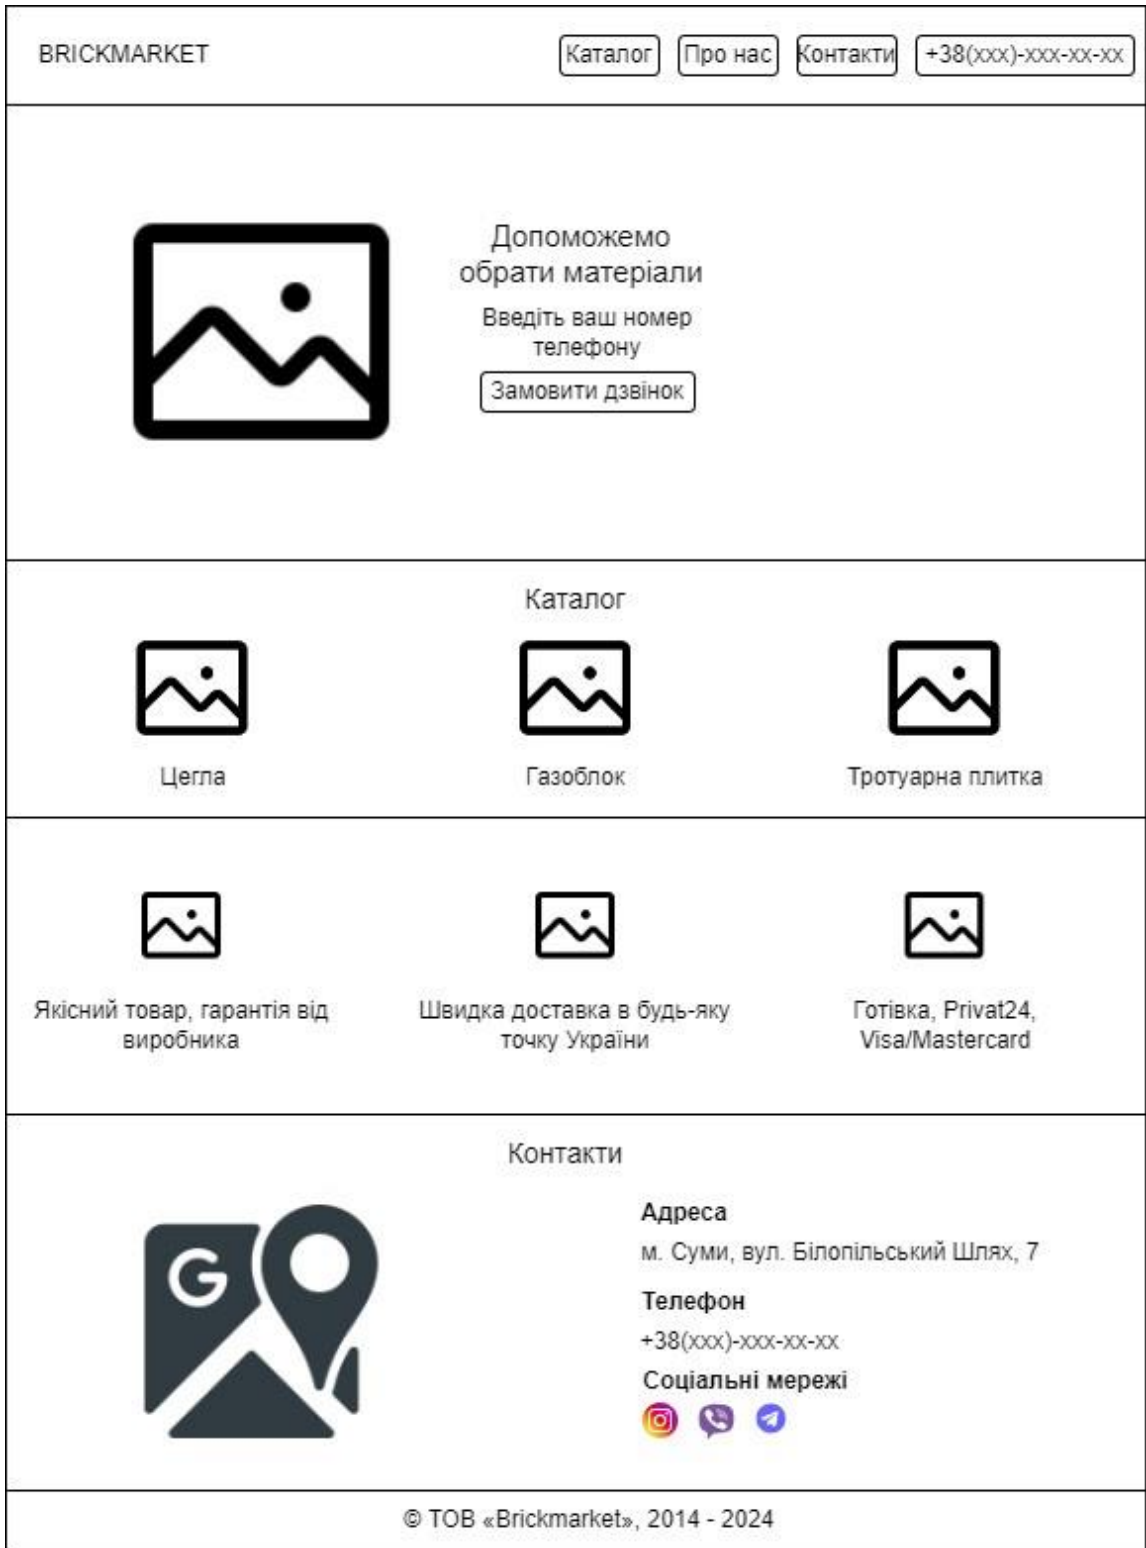 BRICKMARKET
Каталог
Про нас
Контакти
+38(xxx)-xxx-xx-xx
Допоможемо
обрати матеріали
Введіть ваш номер
телефону
Замовити дзвінок
Каталог
Цегла
Газоблок
Тротуарна плитка
Якісний товар, гарантія від
виробника
Швидка доставка в будь-яку
точку України
Готівка, Privat24,
Visa/Mastercard
Контакти
G
Адреса
м. Суми, вул. Білопільський Шлях, 7
Телефон
+38(xxx)-xxx-xx-xx
Соціальні мережі
© ТОВ «Brickmarket», 2014 - 2024